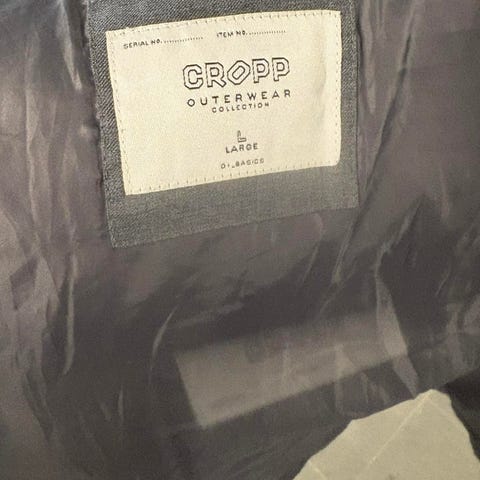 SERIAL NO............... ITEM NO...............
CROPP
OUTERWEAR
COLLECTION
L
LARGE
01_BASICS